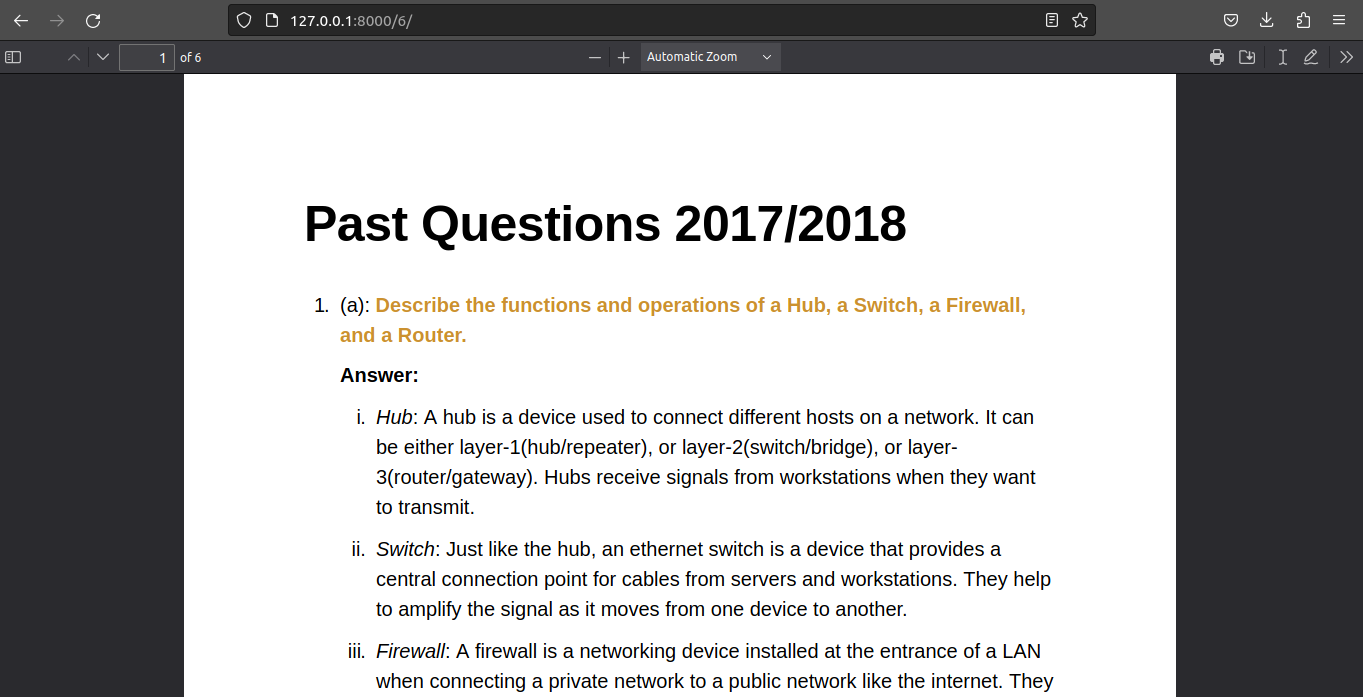 127.0.0.1:8000/6/
1 of 6 Automatic Zoom
Past Questions 2017/2018
1. (a): Describe the functions and operations of a Hub, a Switch, a Firewall,
and a Router.
Answer:
i. Hub: A hub is a device used to connect different hosts on a network. It can
be either layer-1(hub/repeater), or layer-2(switch/bridge), or layer-
3(router/gateway). Hubs receive signals from workstations when they want
to transmit.
ii. Switch: Just like the hub, an ethernet switch is a device that provides a
central connection point for cables from servers and workstations. They help
to amplify the signal as it moves from one device to another.
iii. Firewall: A firewall is a networking device installed at the entrance of a LAN
when connecting a private network to a public network like the internet. They